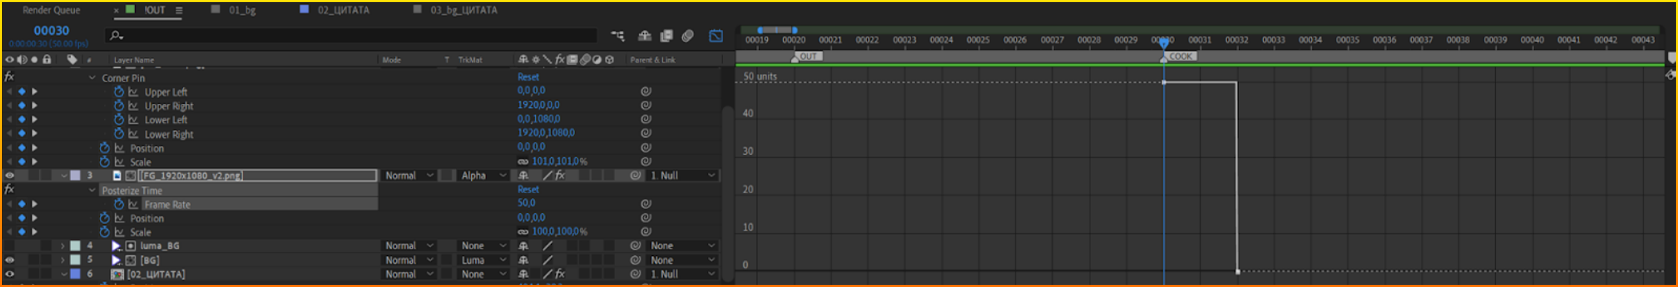 Render Queue × !OUT ☰ 01_bg 02_ЦИТАТА 03_bg_ЦИТАТА
00030
0:00:00:30 (50.00 fps)
00019 00020 00021 00022 00023 00024 00025 00026 00027 00028 00029 00030 00031 00032 00033 00034 00035 00036 00037 00038 00039 00040 00041 00042 00043
OUT COOK
# Layer Name Mode T TrkMat fx Parent & Link
fx Corner Pin Reset
Upper Left 0,0,0,0
Upper Right 1920,0,0,0
Lower Left 0,0,1080,0
Lower Right 1920,0,1080,0
Position 0,0,0,0
Scale 101,0,101,0%
3 [FG_1920x1080_v2.png] Normal Alpha fx 1. Null
fx Posterize Time Reset
Frame Rate 50,0
Position 0,0,0,0
Scale 100,0,100,0%
4 luma_BG Normal None None
5 [BG] Normal Luma None
6 [02_ЦИТАТА] Normal None fx 1. Null
50 units
40
30
20
10
0